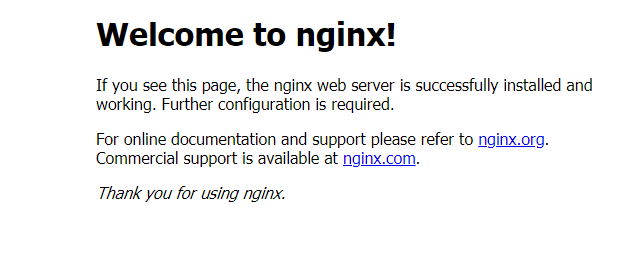 Welcome to nginx!
If you see this page, the nginx web server is successfully installed and
working. Further configuration is required.
For online documentation and support please refer to nginx.org.
Commercial support is available at nginx.com.
Thank you for using nginx.